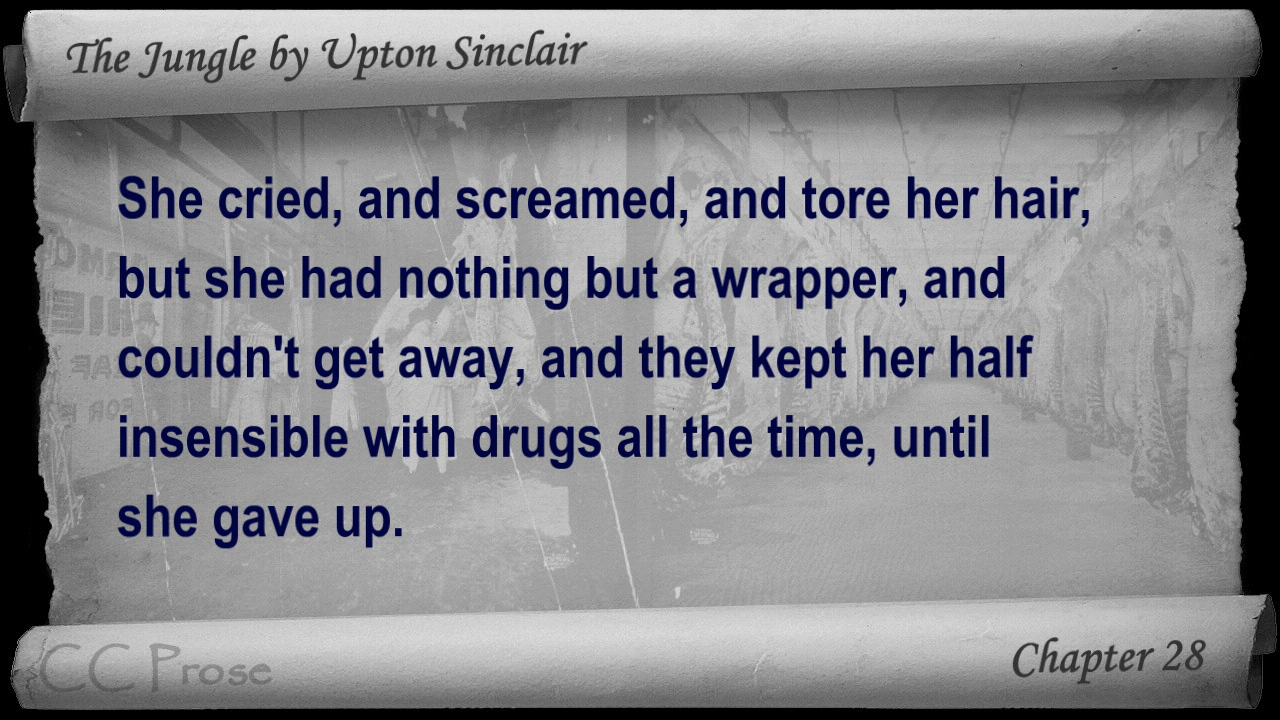 The Jungle by Upton Sinclair
She cried, and screamed, and tore her hair,
but she had nothing but a wrapper, and
couldn't get away, and they kept her half
insensible with drugs all the time, until
she gave up.
CC Prose
Chapter 28